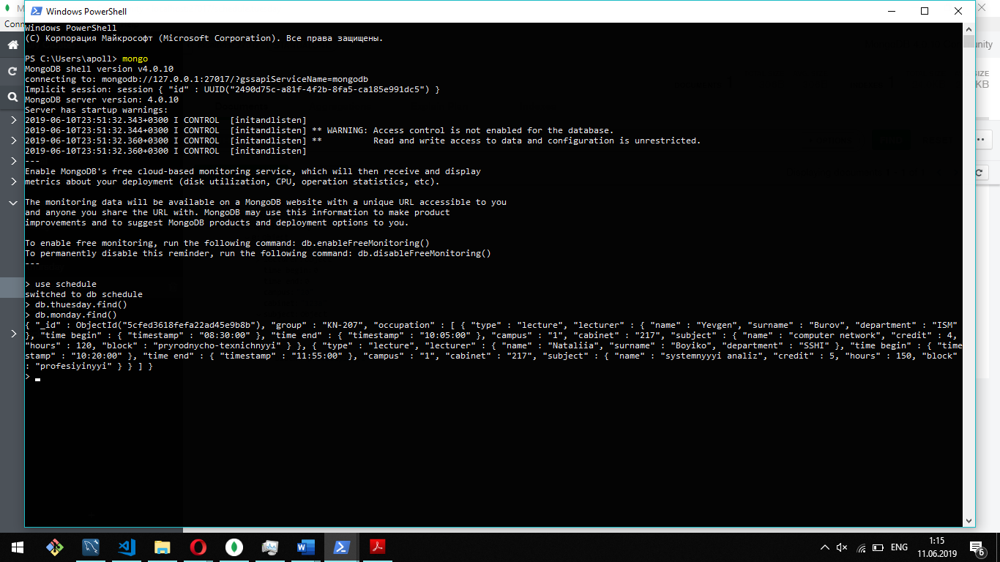 Windows PowerShell
Conn
Windows PowerShell
(C) Корпорация Майкрософт (Microsoft Corporation). Все права защищены.
PS C:\Users\apoll> mongo
MongoDB shell version v4.0.10
connecting to: mongodb://127.0.0.1:27017/?gssapiServiceName=mongodb
Implicit session: session { "id" : UUID("2490d75c-a81f-4f2b-8fa5-ca185e991dc5") }
MongoDB server version: 4.0.10
Server has startup warnings:
2019-06-10T23:51:32.343+0300 I CONTROL  [initandlisten]
2019-06-10T23:51:32.344+0300 I CONTROL  [initandlisten] ** WARNING: Access control is not enabled for the database.
2019-06-10T23:51:32.360+0300 I CONTROL  [initandlisten] **          Read and write access to data and configuration is unrestricted.
2019-06-10T23:51:32.360+0300 I CONTROL  [initandlisten]
---
Enable MongoDB's free cloud-based monitoring service, which will then receive and display
metrics about your deployment (disk utilization, CPU, operation statistics, etc).
The monitoring data will be available on a MongoDB website with a unique URL accessible to you
and anyone you share the URL with. MongoDB may use this information to make product
improvements and to suggest MongoDB products and deployment options to you.
To enable free monitoring, run the following command: db.enableFreeMonitoring()
To permanently disable this reminder, run the following command: db.disableFreeMonitoring()
---
> use schedule
switched to db schedule
> db.thuesday.find()
> db.monday.find()
{ "_id" : ObjectId("5cfed3618fefa22ad45e9b8b"), "group" : "KN-207", "occupation" : [ { "type" : "lecture", "lecturer" : { "name" : "Yevgen", "surname" : "Burov", "department" : "ISM"
}, "time begin" : { "timestamp" : "08:30:00" }, "time end" : { "timestamp" : "10:05:00" }, "campus" : "1", "cabinet" : "217", "subject" : { "name" : "computer network", "credit" : 4,
"hours" : 120, "block" : "pryrodnycho-texnichnyyi" } }, { "type" : "lecture", "lecturer" : { "name" : "Nataliia", "surname" : "Boyiko", "department" : "SSHI" }, "time begin" : { "time
stamp" : "10:20:00" }, "time end" : { "timestamp" : "11:55:00" }, "campus" : "1", "cabinet" : "217", "subject" : { "name" : "systemnyyyi analiz", "credit" : 5, "hours" : 150, "block"
: "profesiyinyyi" } } ] }
>
unity
SIZE
KB
ENG
1:15
11.06.2019
6